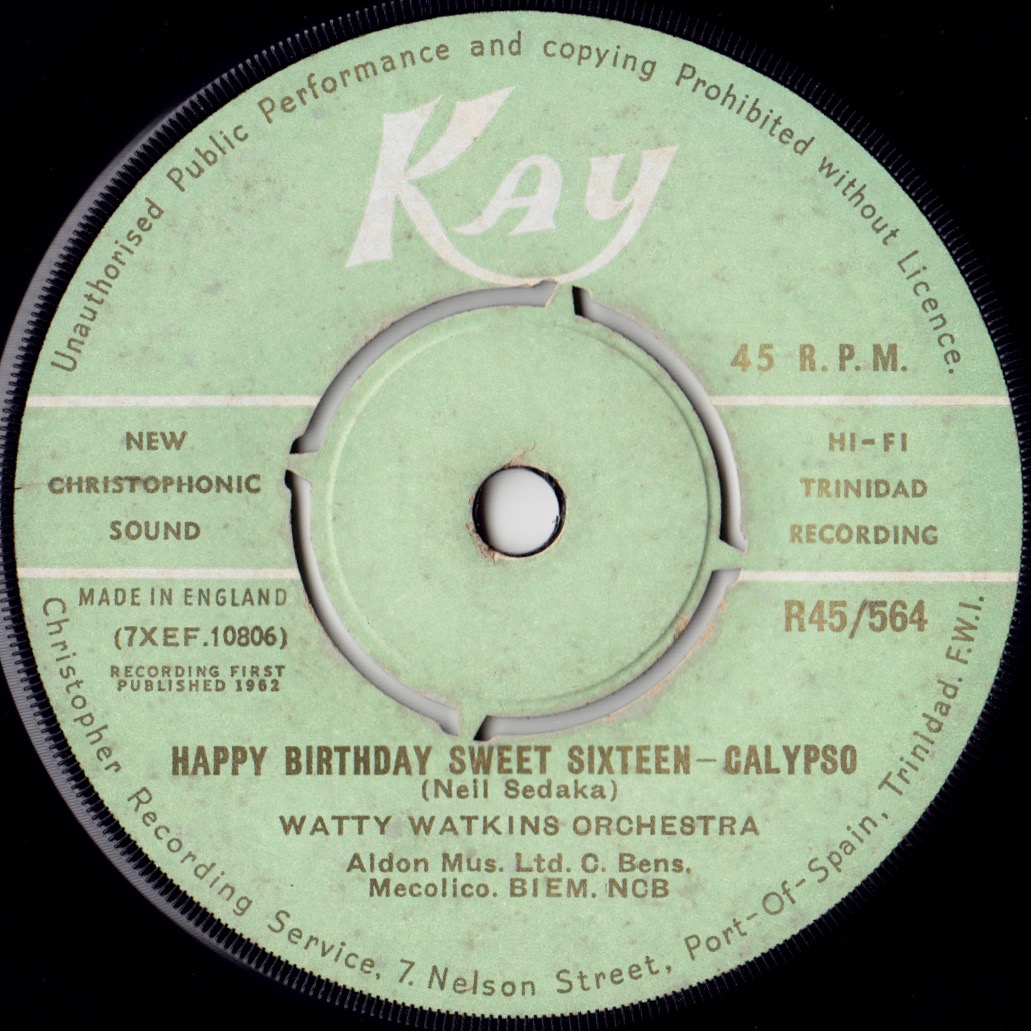 Unauthorised Public Performance and copying Prohibited without Licence.
Kay
45 R.P.M.
NEW
CHRISTOPHONIC
SOUND
HI-FI
TRINIDAD
RECORDING
MADE IN ENGLAND
(7XEF.10806)
RECORDING FIRST
PUBLISHED 1962
R45/564
HAPPY BIRTHDAY SWEET SIXTEEN - CALYPSO
(Neil Sedaka)
WATTY WATKINS ORCHESTRA
Aldon Mus. Ltd. C. Bens.
Mecolico. BIEM. NCB
Christopher Recording Service, 7. Nelson Street, Port-Of-Spain, Trinidad. F.W.I.